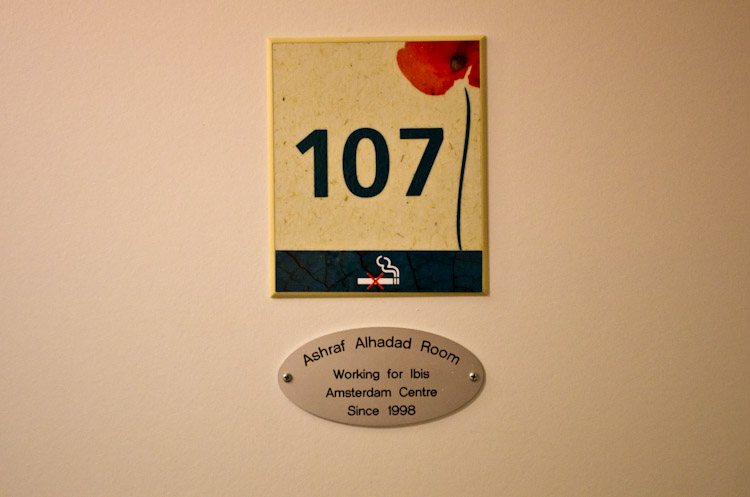 107
Ashraf Alhadad Room
Working for Ibis
Amsterdam Centre
Since 1998